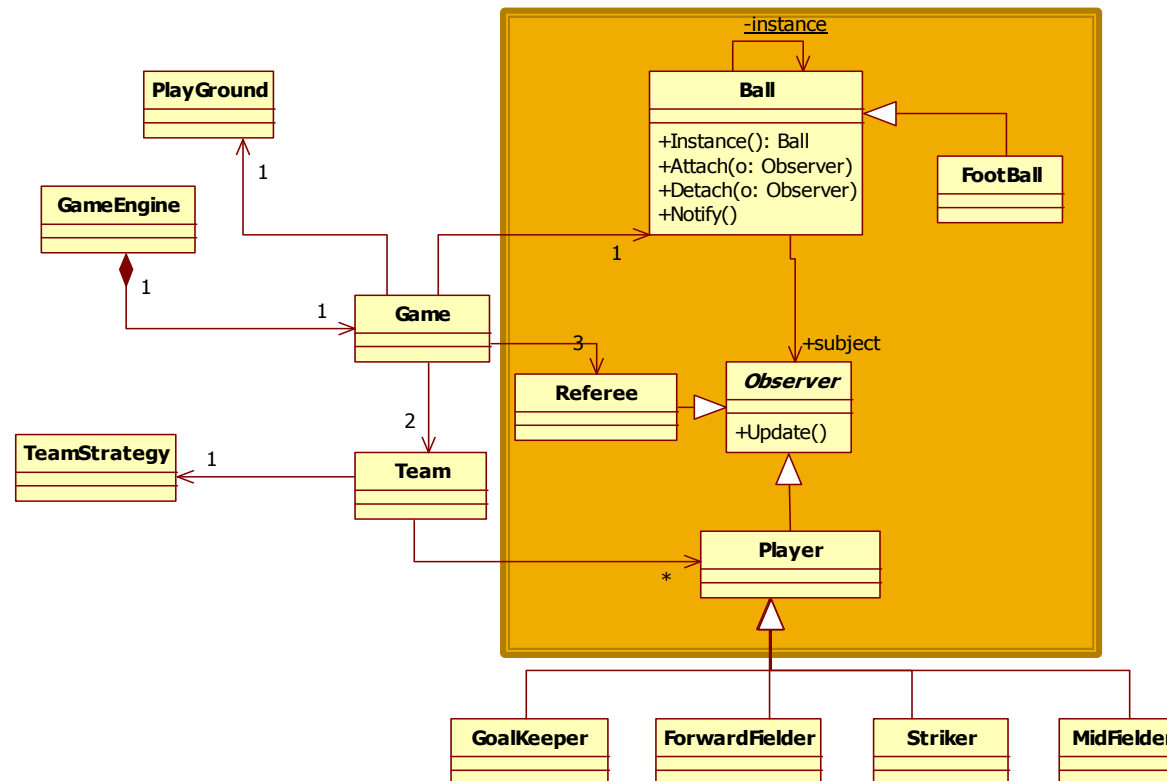 -instance
PlayGround
Ball
+Instance(): Ball
+Attach(o: Observer)
+Detach(o: Observer)
+Notify()
FootBall
1
GameEngine
1
1
1
Game
3
+subject
Referee
Observer
+Update()
2
TeamStrategy
1
Team
Player
*
GoalKeeper
ForwardFielder
Striker
MidFielder